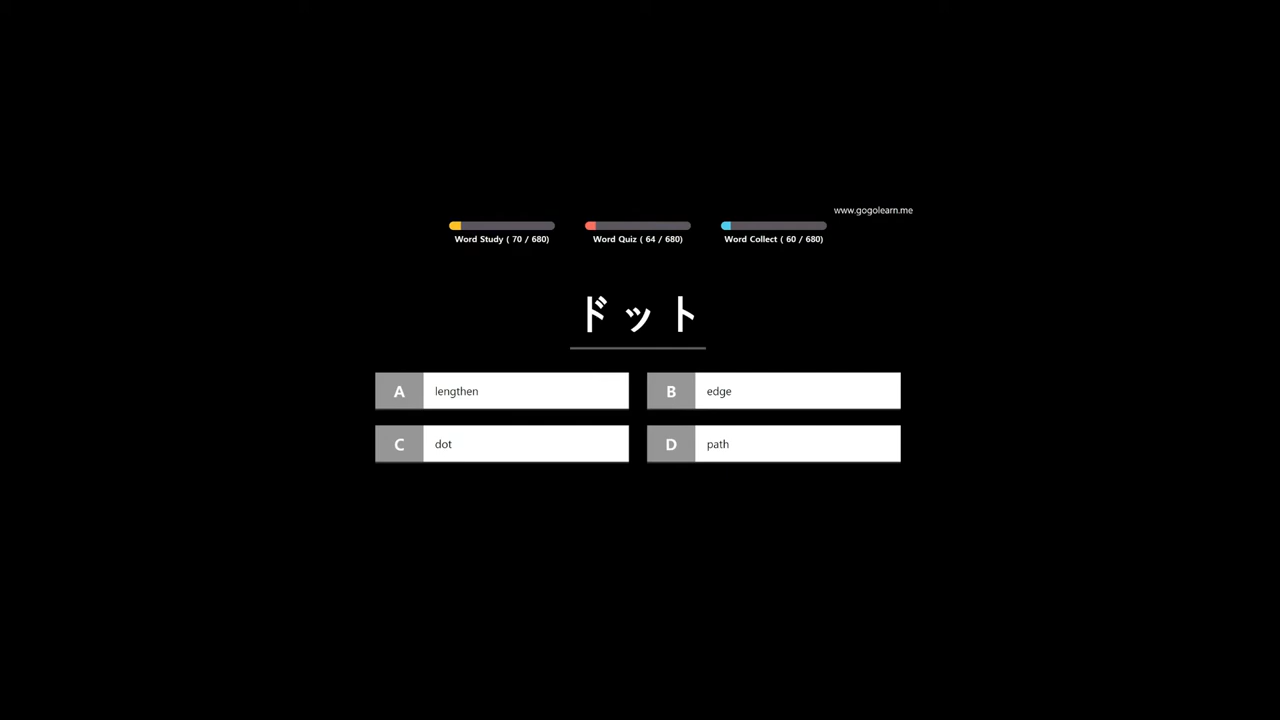 www.gogolearn.me
Word Study ( 70 / 680)
Word Quiz ( 64 / 680)
Word Collect ( 60 / 680)
ドット
A lengthen
B edge
C dot
D path